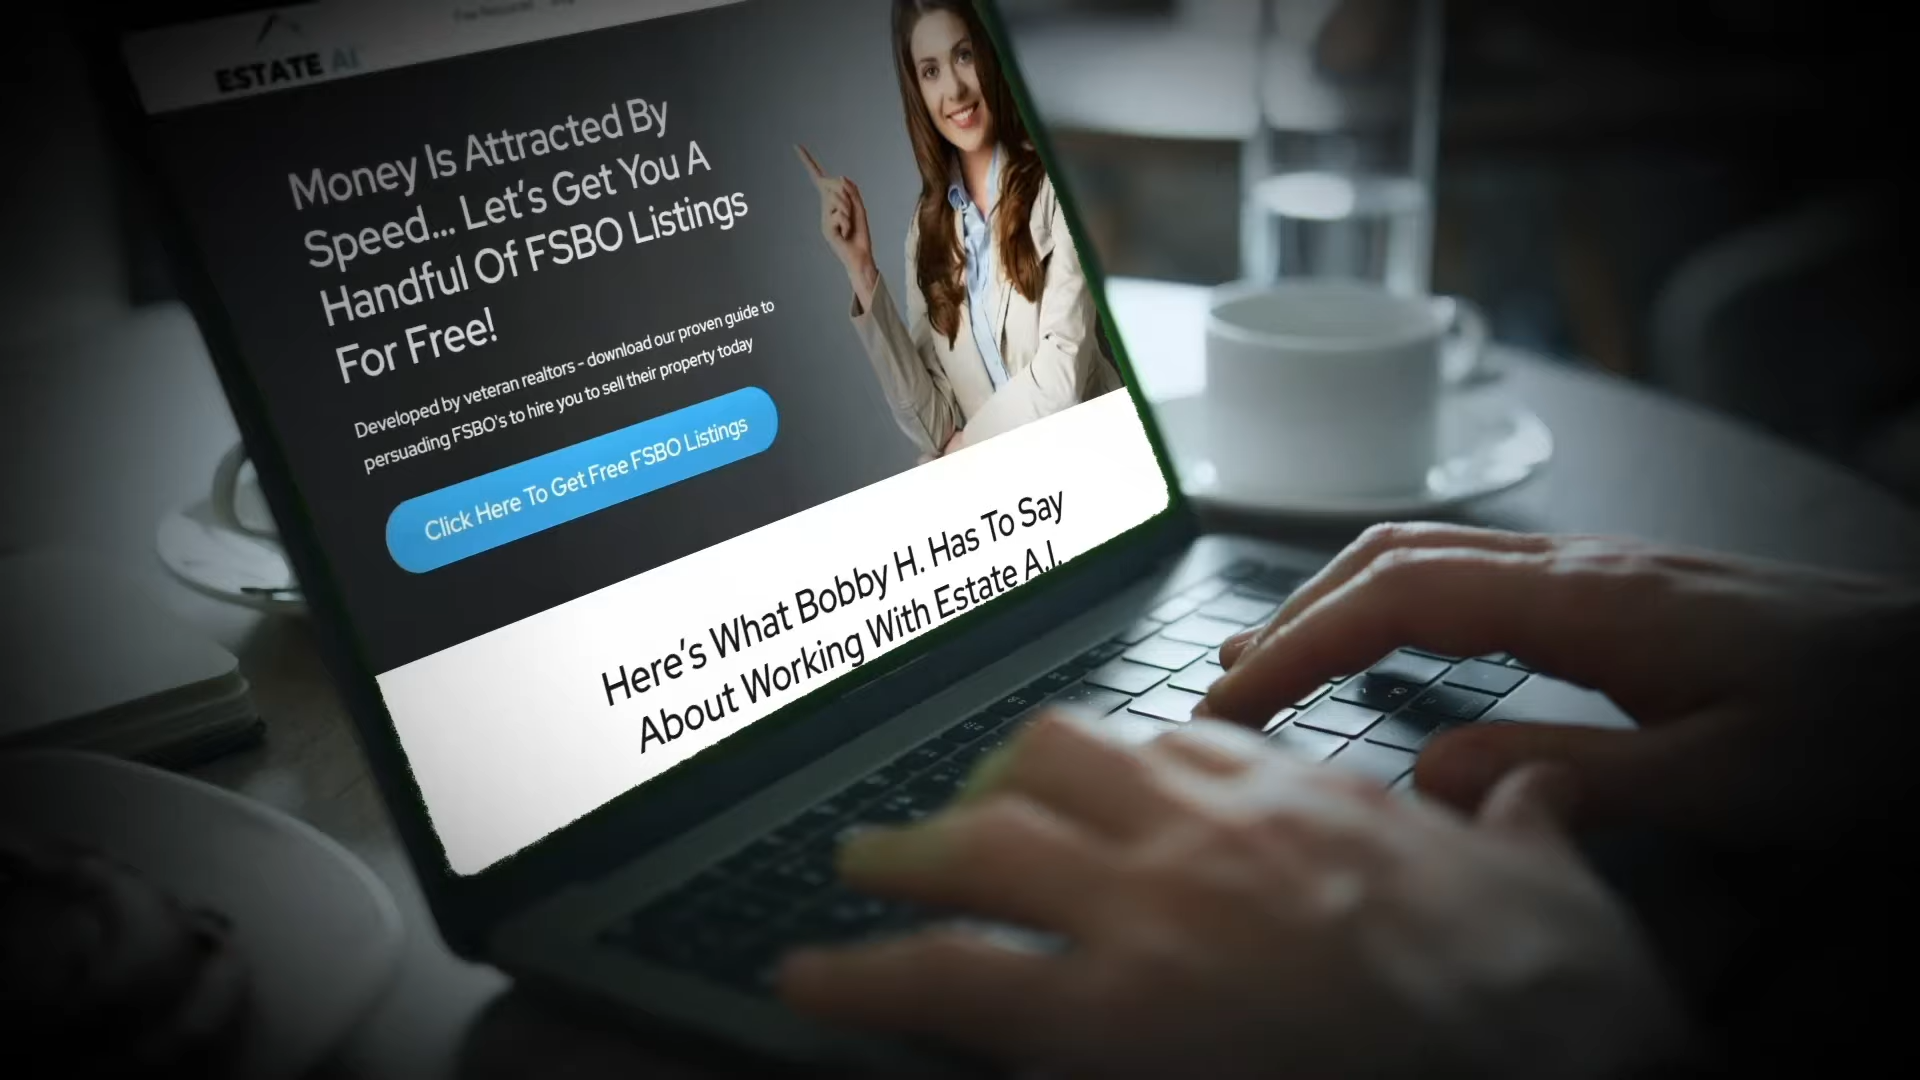 ESTATE AI
Money Is Attracted By
Speed... Let's Get You A
Handful Of FSBO Listings
For Free!
Developed by veteran realtors - download our proven guide to
persuading FSBO's to hire you to sell their property today
Click Here To Get Free FSBO Listings
Here's What Bobby H. Has To Say
About Working With Estate A.I.